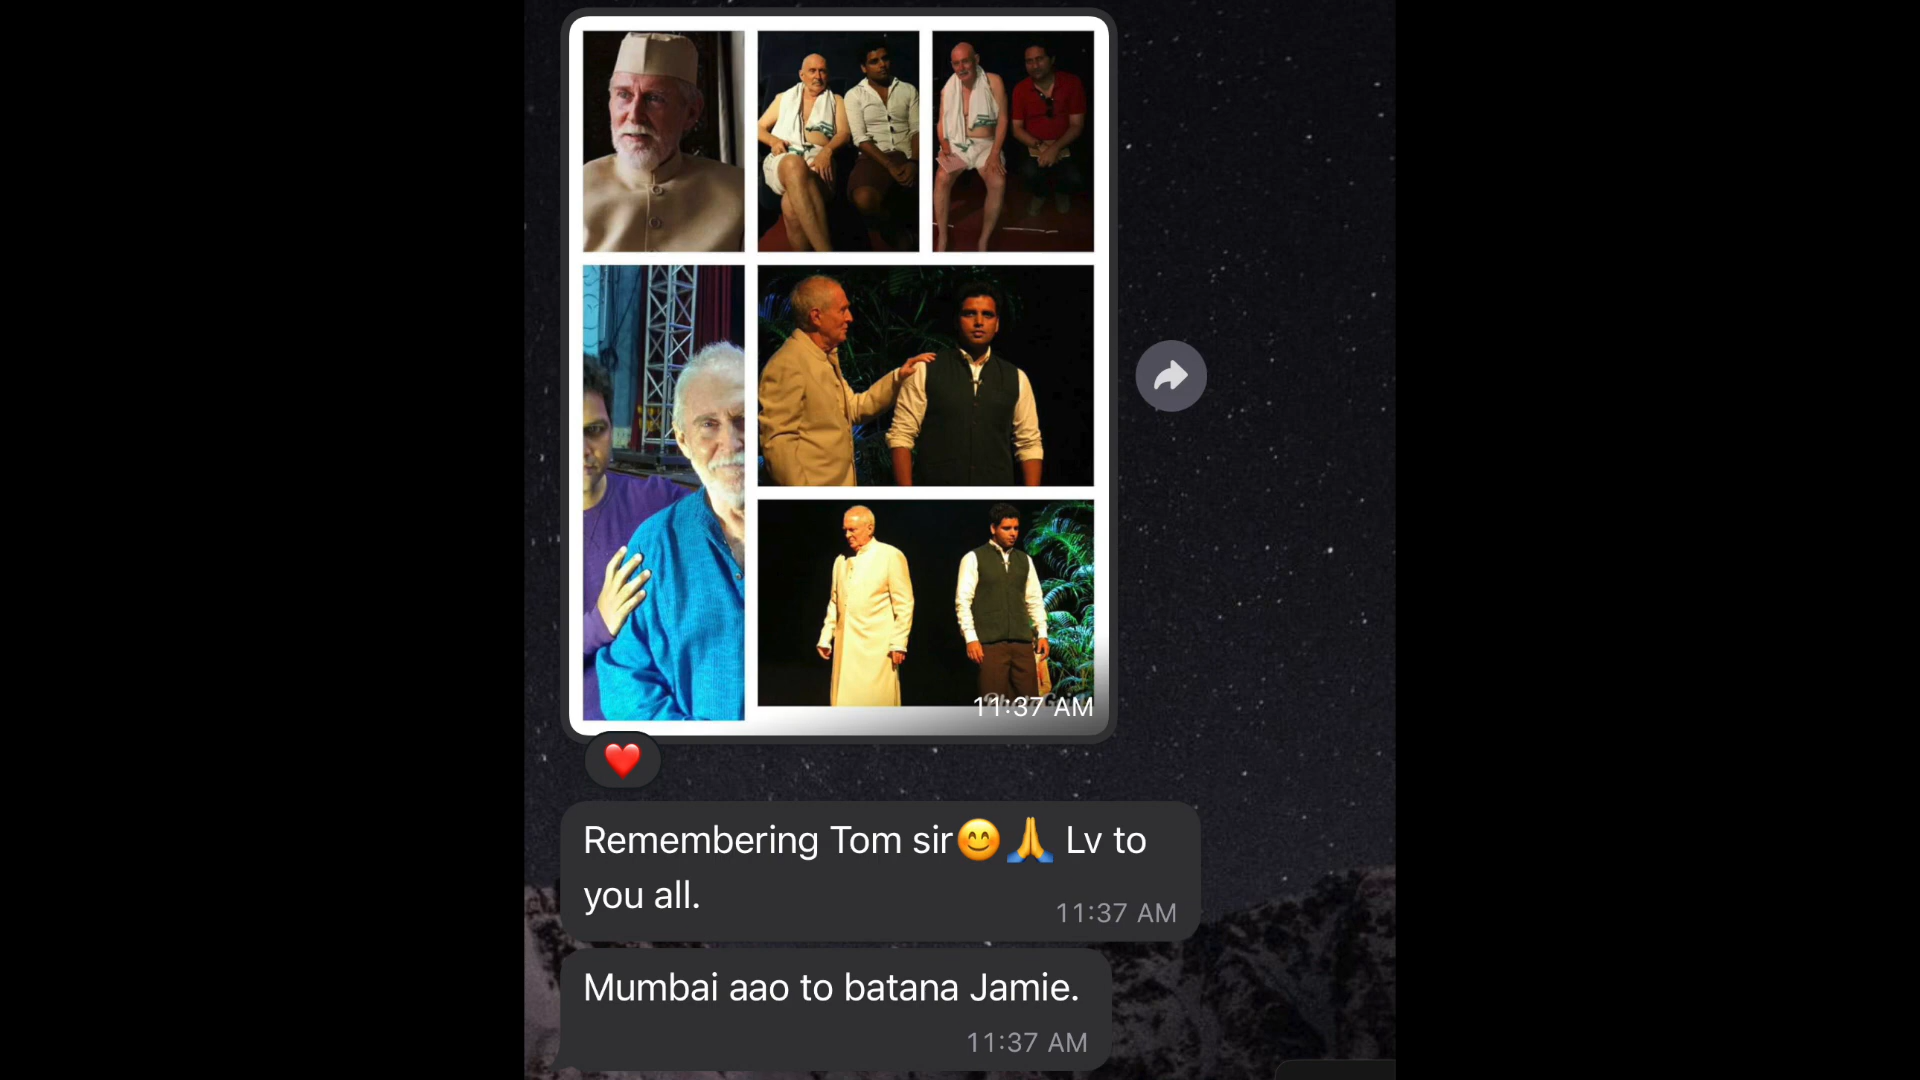 11:37 AM
Remembering Tom sir😊🙏 Lv to
you all.
11:37 AM
Mumbai aao to batana Jamie.
11:37 AM